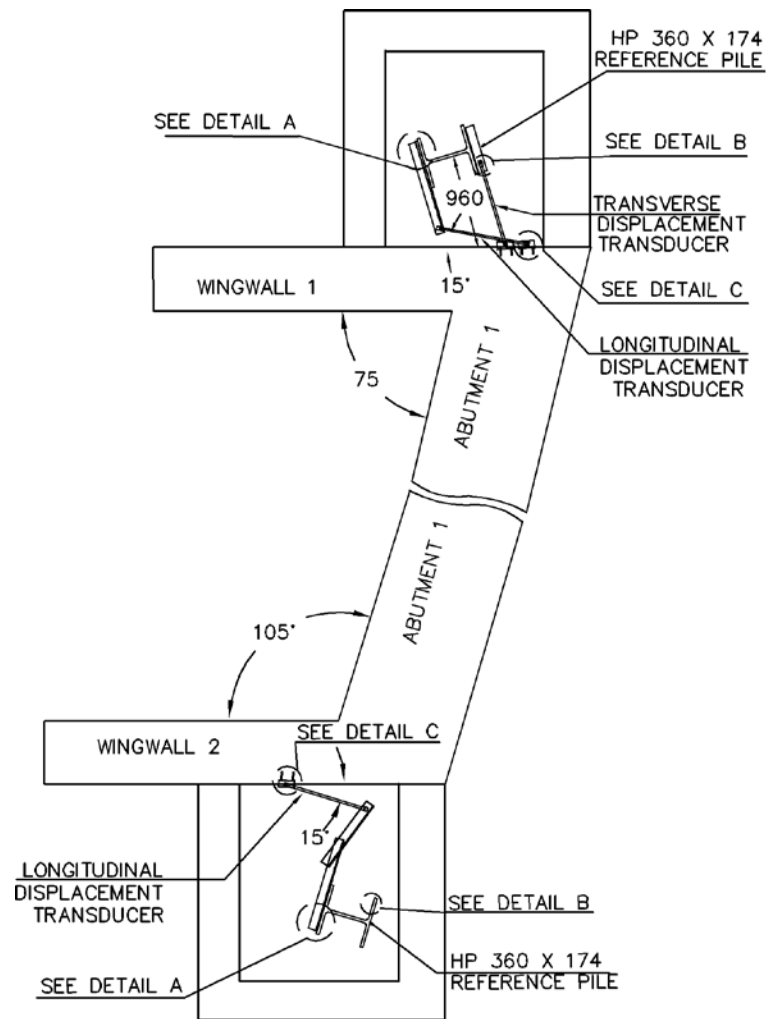 HP 360 X 174
REFERENCE PILE
SEE DETAIL A
SEE DETAIL B
960
TRANSVERSE
DISPLACEMENT
TRANSDUCER
WINGWALL 1
15°
SEE DETAIL C
LONGITUDINAL
DISPLACEMENT
TRANSDUCER
75
ABUTMENT 1
ABUTMENT 1
105°
SEE DETAIL C
WINGWALL 2
15°
LONGITUDINAL
DISPLACEMENT
TRANSDUCER
SEE DETAIL B
HP 360 X 174
REFERENCE PILE
SEE DETAIL A